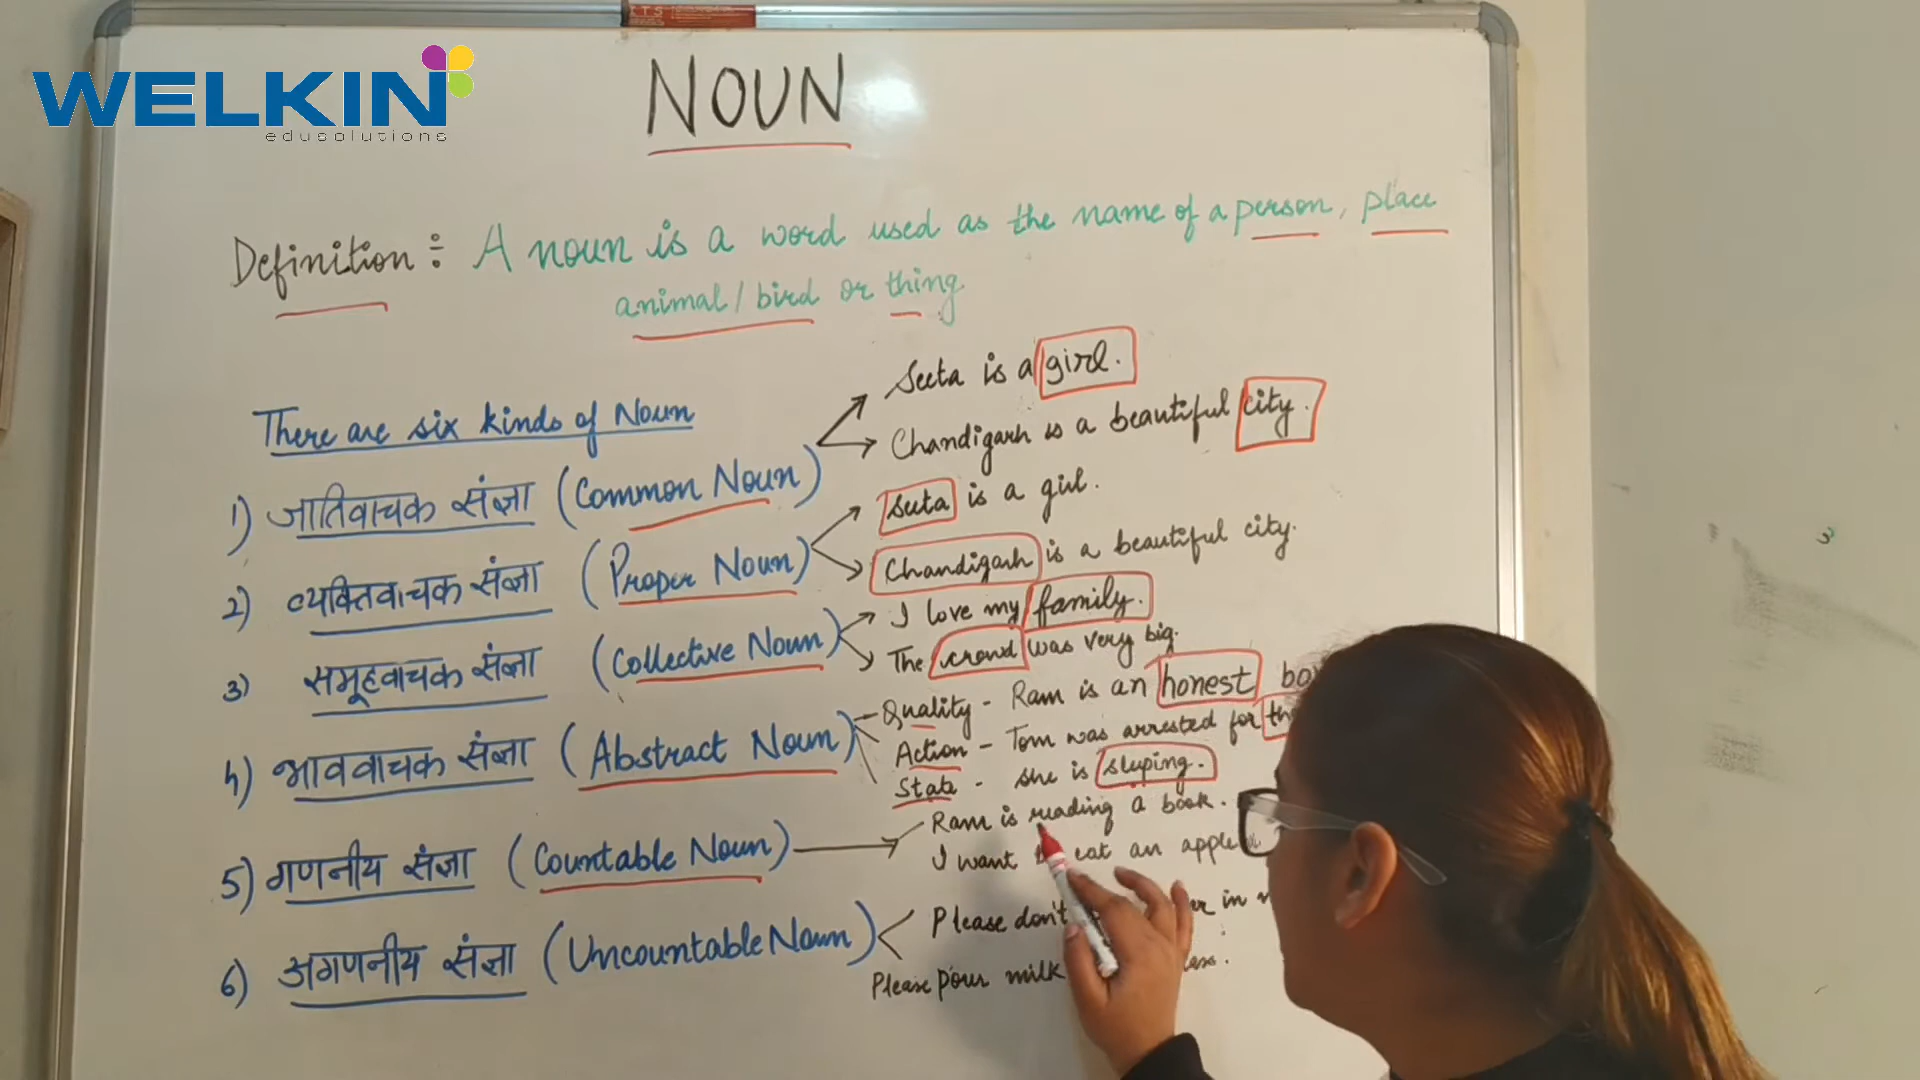 WELKIN
edusolutions
NOUN
Definition : A noun is a word used as the name of a person, place
animal / bird or thing
There are six kinds of Noun
1) जातिवाचक संज्ञा (Common Noun)
Seeta is a girl.
Chandigarh is a beautiful city.
2) व्यक्तिवाचक संज्ञा (Proper Noun)
Seeta is a girl.
Chandigarh is a beautiful city.
3) समूहवाचक संज्ञा (Collective Noun)
I love my family.
The crowd was very big.
4) भाववाचक संज्ञा (Abstract Noun)
Quality - Ram is an honest
Action - Tom was arrested for
State - She is sleeping.
5) गणनीय संज्ञा (Countable Noun)
Ram is reading a book.
I want eat an apple
6) अगणनीय संज्ञा (Uncountable Noun)
Please don't in
Please pour milk